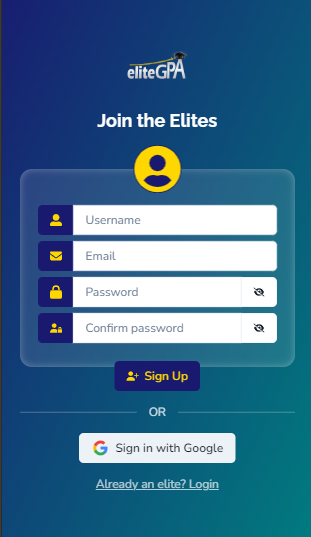 eliteGPA
Join the Elites
Username
Email
Password
Confirm password
Sign Up
OR
Sign in with Google
Already an elite? Login